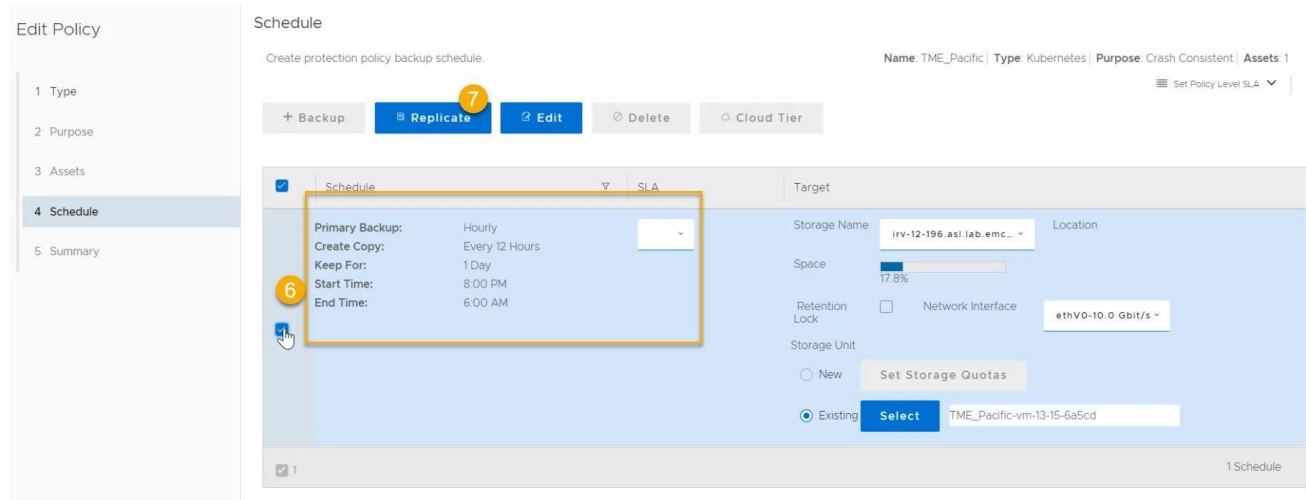 Edit Policy
1 Type
2 Purpose
3 Assets
4 Schedule
5 Summary
Schedule
Create protection policy backup schedule.
Name: TME_Pacific Type: Kubernetes Purpose: Crash Consistent Assets: 1
Set Policy Level SLA
7
+ Backup Replicate Edit Delete Cloud Tier
Schedule SLA Target
Primary Backup: Hourly
Create Copy: Every 12 Hours
Keep For: 1 Day
Start Time: 8:00 PM
End Time: 6:00 AM
6
Storage Name irv-12-196.asl.lab.emc... Location
Space
17.8%
Retention Lock Network Interface ethV0-10.0 Gbit/s
Storage Unit
New Set Storage Quotas
Existing Select TME_Pacific-vm-13-15-6a5cd
1 1 Schedule